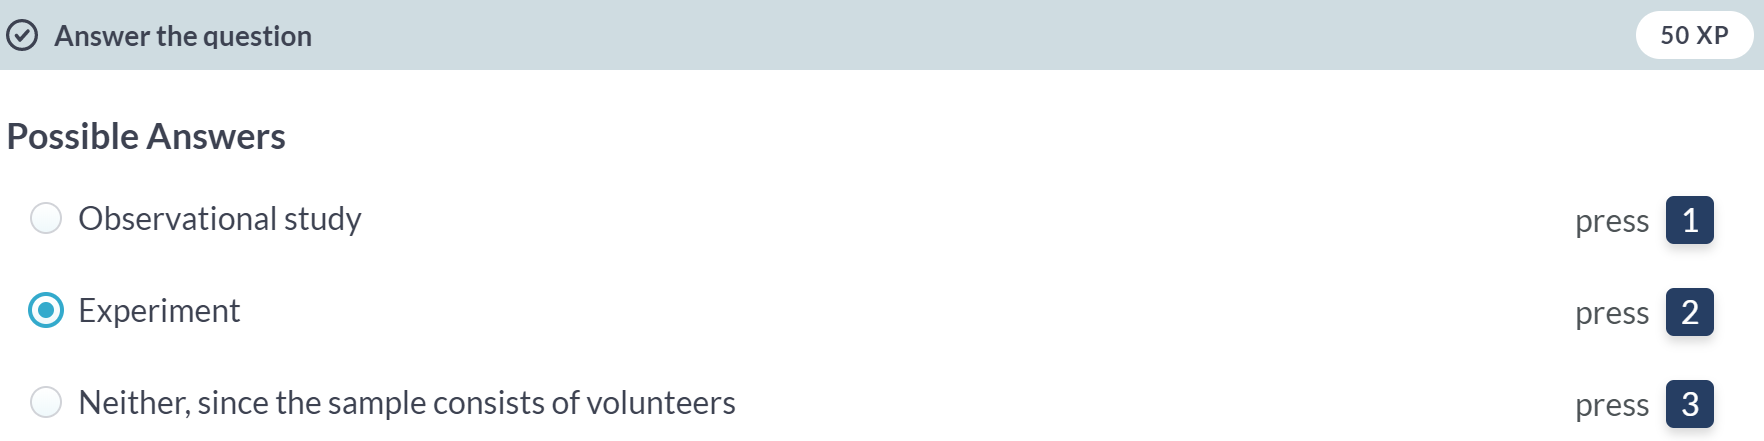 Answer the question
50 XP
Possible Answers
Observational study
press 1
Experiment
press 2
Neither, since the sample consists of volunteers
press 3